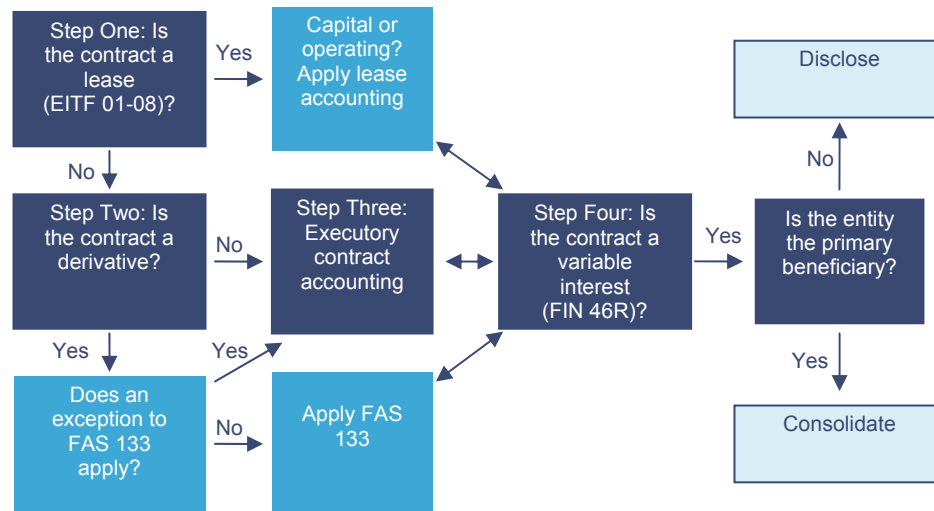 Step One: Is
the contract a
lease
(EITF 01-08)?
Yes
Capital or
operating?
Apply lease
accounting
Disclose
No
No
Step Two: Is
the contract a
derivative?
No
Step Three:
Executory
contract
accounting
Step Four: Is
the contract a
variable
interest
(FIN 46R)?
Yes
Is the entity
the primary
beneficiary?
Yes
Yes
Yes
Does an
exception to
FAS 133
apply?
No
Apply FAS
133
Consolidate